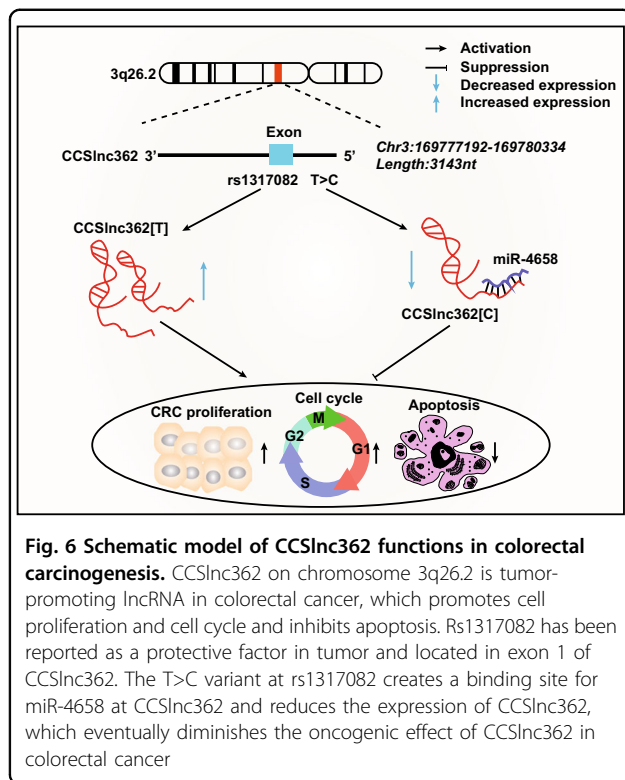 3q26.2
Activation
Suppression
Decreased expression
Increased expression
Exon
CCSlnc362 3’ 5’
Chr3:169777192-169780334
Length:3143nt
rs1317082 T>C
CCSlnc362[T]
miR-4658
CCSlnc362[C]
CRC proliferation
Cell cycle
Apoptosis
M
G2
G1
S
Fig. 6 Schematic model of CCSlnc362 functions in colorectal
carcinogenesis. CCSlnc362 on chromosome 3q26.2 is tumor-
promoting lncRNA in colorectal cancer, which promotes cell
proliferation and cell cycle and inhibits apoptosis. Rs1317082 has been
reported as a protective factor in tumor and located in exon 1 of
CCSlnc362. The T>C variant at rs1317082 creates a binding site for
miR-4658 at CCSlnc362 and reduces the expression of CCSlnc362,
which eventually diminishes the oncogenic effect of CCSlnc362 in
colorectal cancer